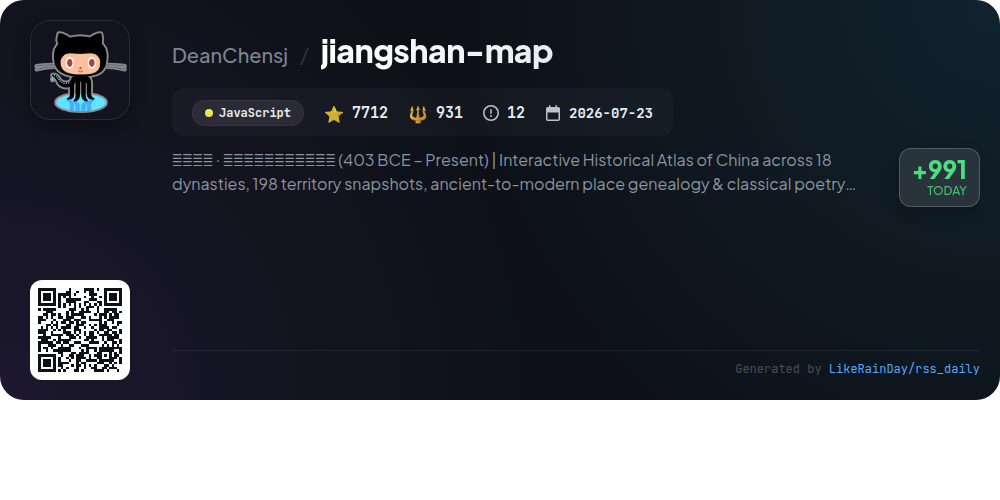 DeanChensj / jiangshan-map
JavaScript 7712 931 12 2026-07-23
(403 BCE – Present) | Interactive Historical Atlas of China across 18
dynasties, 198 territory snapshots, ancient-to-modern place genealogy & classical poetry...
+991
TODAY
Generated by LikeRainDay/rss_daily